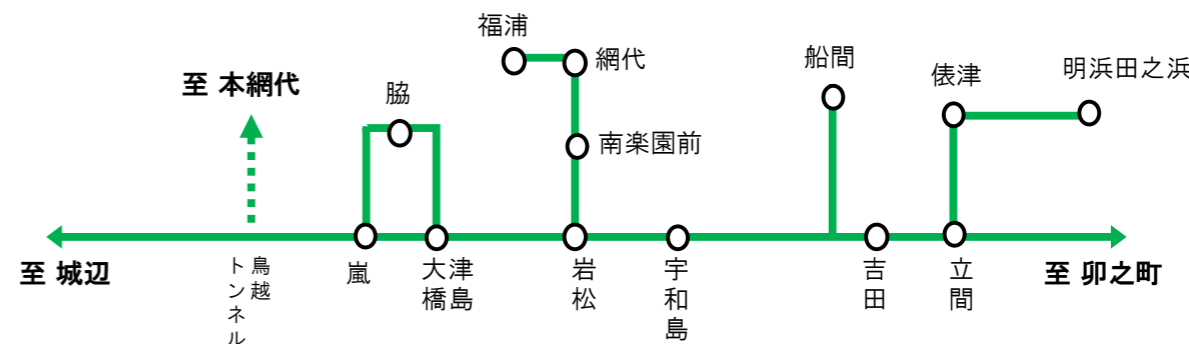 福浦
網代
船間
俵津
明浜田之浜
至 本網代
脇
南楽園前
至 城辺
鳥越
トンネル
嵐
津島
大橋
岩松
宇和島
吉田
立間
至 卯之町